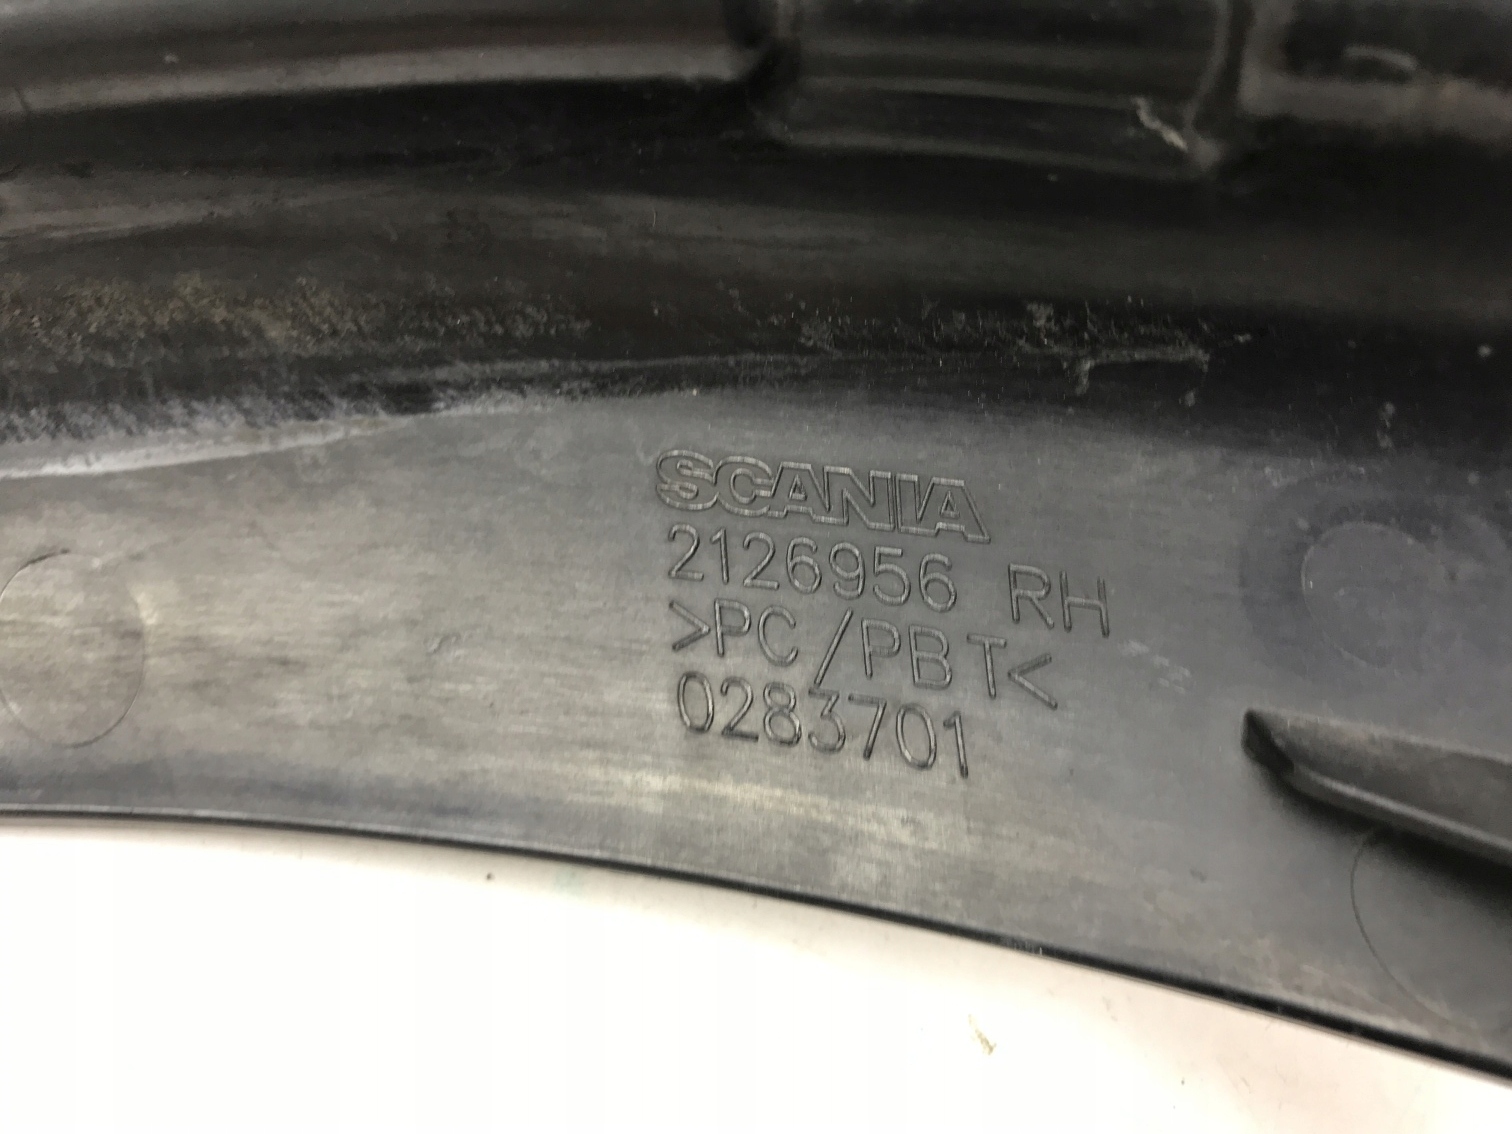 SCANIA
2126956 RH
>PC/PBT<
0283701